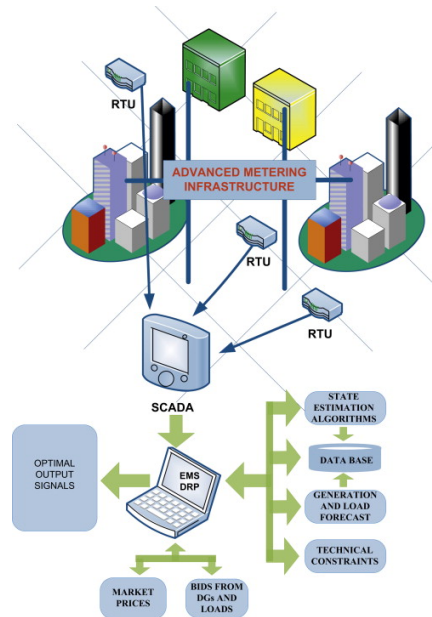 RTU
ADVANCED METERING
INFRASTRUCTURE
RTU
RTU
SCADA
STATE
ESTIMATION
ALGORITHMS
OPTIMAL
OUTPUT
SIGNALS
EMS
DRP
DATA BASE
GENERATION
AND LOAD
FORECAST
TECHNICAL
CONSTRAINTS
MARKET
PRICES
BIDS FROM
DGs AND
LOADS